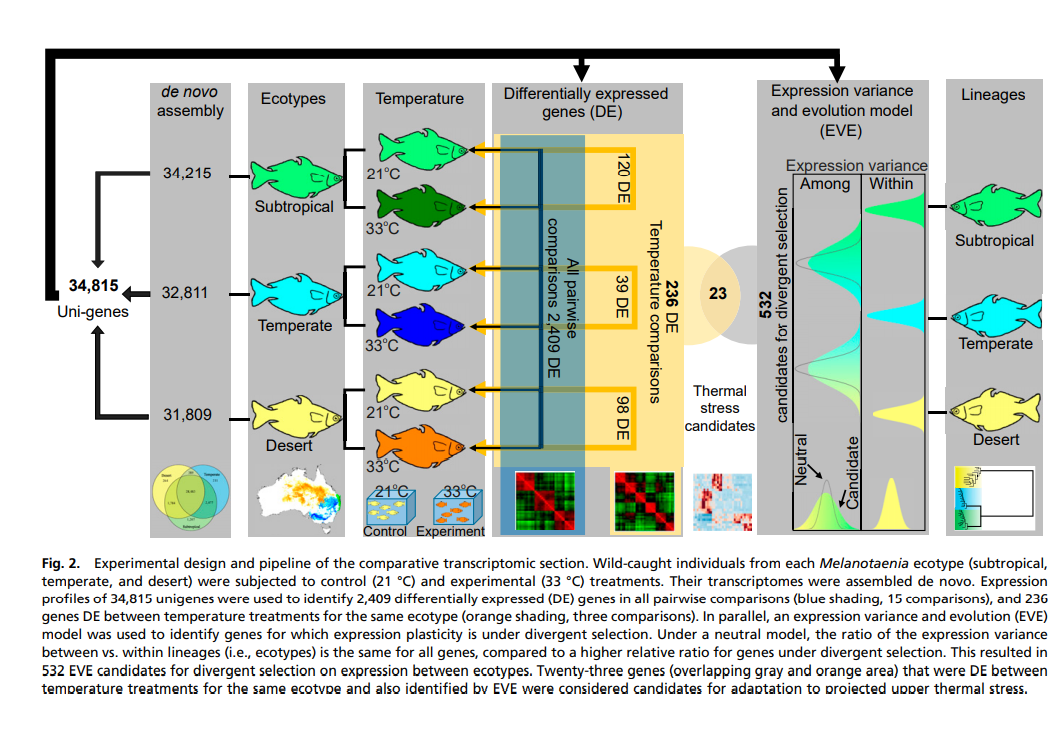 de novo
assembly
Ecotypes
Temperature
Differentially expressed
genes (DE)
Expression variance
and evolution model
(EVE)
Lineages
34,215
32,811
31,809
34,815
Uni-genes
Subtropical
Temperate
Desert
21°C
33°C
21°C
33°C
21°C
33°C
120 DE
39 DE
98 DE
All pairwise
comparisons 2,409 DE
236 DE
Temperature comparisons
23
Thermal
stress
candidates
532
candidates for divergent selection
Expression variance
Among
Within
Neutral
Candidate
Subtropical
Temperate
Desert
21°C
33°C
Control
Experiment
Fig. 2. Experimental design and pipeline of the comparative transcriptomic section. Wild-caught individuals from each Melanotaenia ecotype (subtropical,
temperate, and desert) were subjected to control (21 °C) and experimental (33 °C) treatments. Their transcriptomes were assembled de novo. Expression
profiles of 34,815 unigenes were used to identify 2,409 differentially expressed (DE) genes in all pairwise comparisons (blue shading, 15 comparisons), and 236
genes DE between temperature treatments for the same ecotype (orange shading, three comparisons). In parallel, an expression variance and evolution (EVE)
model was used to identify genes for which expression plasticity is under divergent selection. Under a neutral model, the ratio of the expression variance
between vs. within lineages (i.e., ecotypes) is the same for all genes, compared to a higher relative ratio for genes under divergent selection. This resulted in
532 EVE candidates for divergent selection on expression between ecotypes. Twenty-three genes (overlapping gray and orange area) that were DE between
temperature treatments for the same ecotype and also identified by EVE were considered candidates for adaptation to projected upper thermal stress.